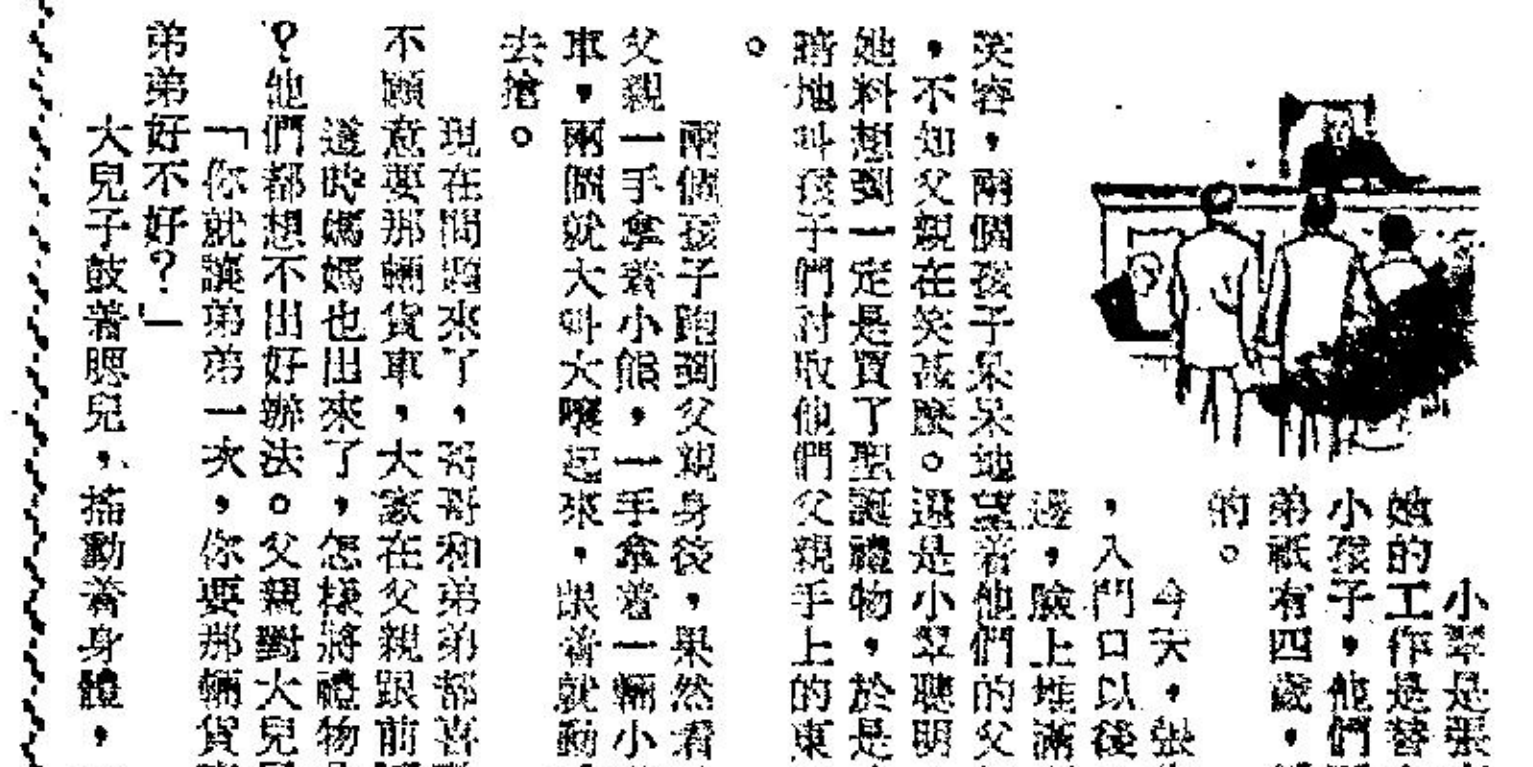 小翠是張
她的工作是替
小孩子，他們
弟祇有四歲，
的。
今天，張
，入門口以後
邊，臉上堆滿
笑容，兩個孩子呆呆地望着他們的父
，不知父親在笑甚麼。還是小翠聰明
她料想到一定是買了聖誕禮物，於是
暗地叫孩子們討取他們父親手上的東
。
兩個孩子跑到父親身後，果然看
父親一手拿着小熊，一手拿着一輛小
車，兩個就大叫大嚷起來，跟着就動
去搶。
現在問題來了，哥哥和弟弟都喜
不願意要那輛貨車，大家在父親跟前
這時媽媽也出來了，怎樣將禮物
？他們都想不出好辦法。父親對大兒
「你就讓弟弟一次，你要那輛貨
弟弟好不好？」
大兒子鼓着腮兒，搖動着身體，